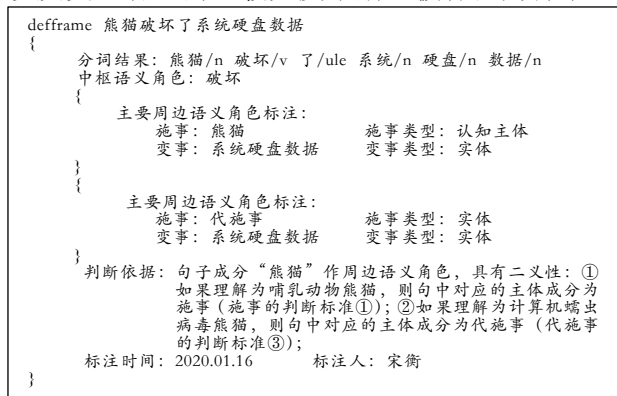 defframe 熊猫破坏了系统硬盘数据
{
分词结果: 熊猫/n 破坏/v 了/ule 系统/n 硬盘/n 数据/n
中枢语义角色: 破坏
{
主要周边语义角色标注:
施事: 熊猫 施事类型: 认知主体
变事: 系统硬盘数据 变事类型: 实体
}
{
主要周边语义角色标注:
施事: 代施事 施事类型: 实体
变事: 系统硬盘数据 变事类型: 实体
}
判断依据: 句子成分“熊猫”作周边语义角色, 具有二义性: ①
如果理解为哺乳动物熊猫, 则句中对应的主体成分为
施事 (施事的判断标准①); ②如果理解为计算机蠕虫
病毒熊猫, 则句中对应的主体成分为代施事 (代施事
的判断标准③);
标注时间: 2020.01.16 标注人: 宋衡
}